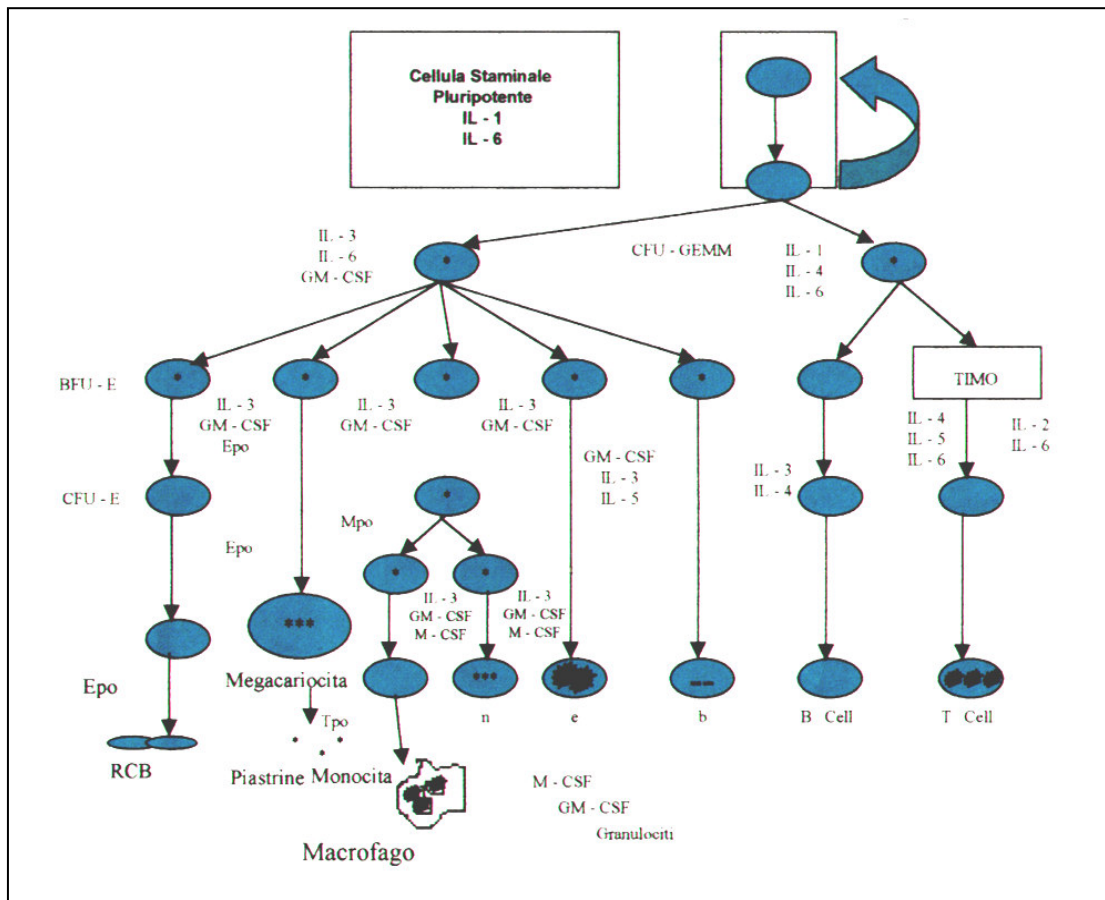 Cellula Staminale
Pluripotente
IL - 1
IL - 6
IL - 3
IL - 6
GM - CSF
CFU - GEMM
IL - 1
IL - 4
IL - 6
BFU - E
IL - 3
GM - CSF
Epo
IL - 3
GM - CSF
IL - 3
GM - CSF
TIMO
GM - CSF
IL - 3
IL - 5
IL - 4
IL - 5
IL - 6
IL - 2
IL - 6
IL - 3
IL - 4
CFU - E
Mpo
Epo
IL - 3
GM - CSF
M - CSF
IL - 3
GM - CSF
M - CSF
Epo
Megacariocita
n
e
b
B Cell
T Cell
Tpo
RCB
Piastrine
Monocita
M - CSF
GM - CSF
Granulociti
Macrofago